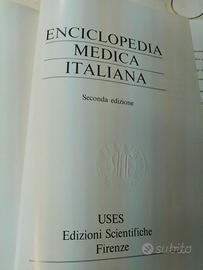 ENCICLOPEDIA
MEDICA
ITALIANA
Seconda edizione
USES
Edizioni Scientifiche
Firenze
subito